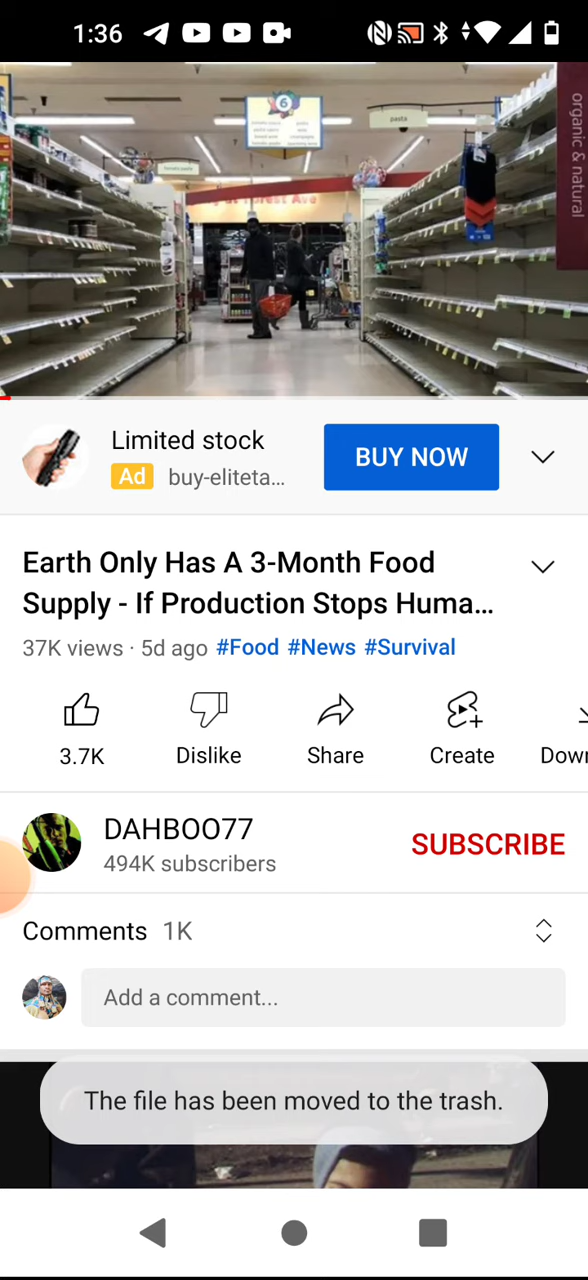 1:36
6
pasta
organic & natural
Limited stock
BUY NOW
Ad buy-eliteta...
Earth Only Has A 3-Month Food
Supply - If Production Stops Huma...
37K views · 5d ago #Food #News #Survival
3.7K
Dislike
Share
Create
Down
DAHBOO77
494K subscribers
SUBSCRIBE
Comments 1K
Add a comment...
The file has been moved to the trash.